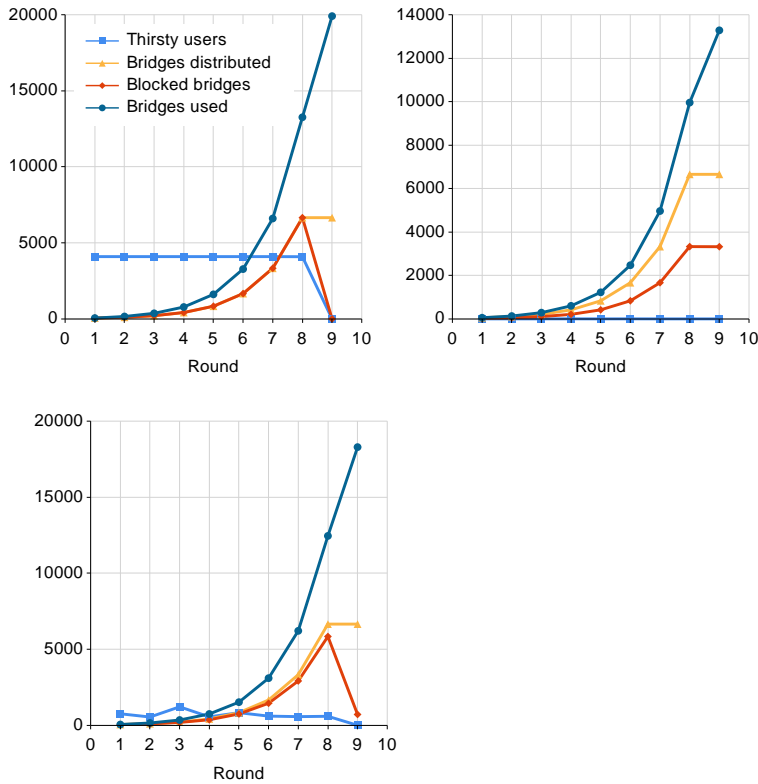 20000
15000
10000
5000
0
Thirsty users
Bridges distributed
Blocked bridges
Bridges used
0 1 2 3 4 5 6 7 8 9 10
Round
14000
12000
10000
8000
6000
4000
2000
0
0 1 2 3 4 5 6 7 8 9 10
Round
20000
15000
10000
5000
0
0 1 2 3 4 5 6 7 8 9 10
Round